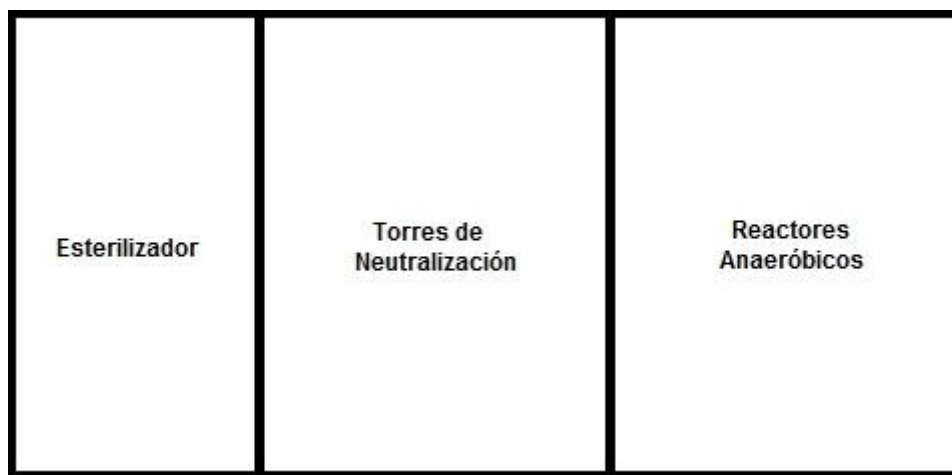 Esterilizador
Torres de
Neutralización
Reactores
Anaeróbicos